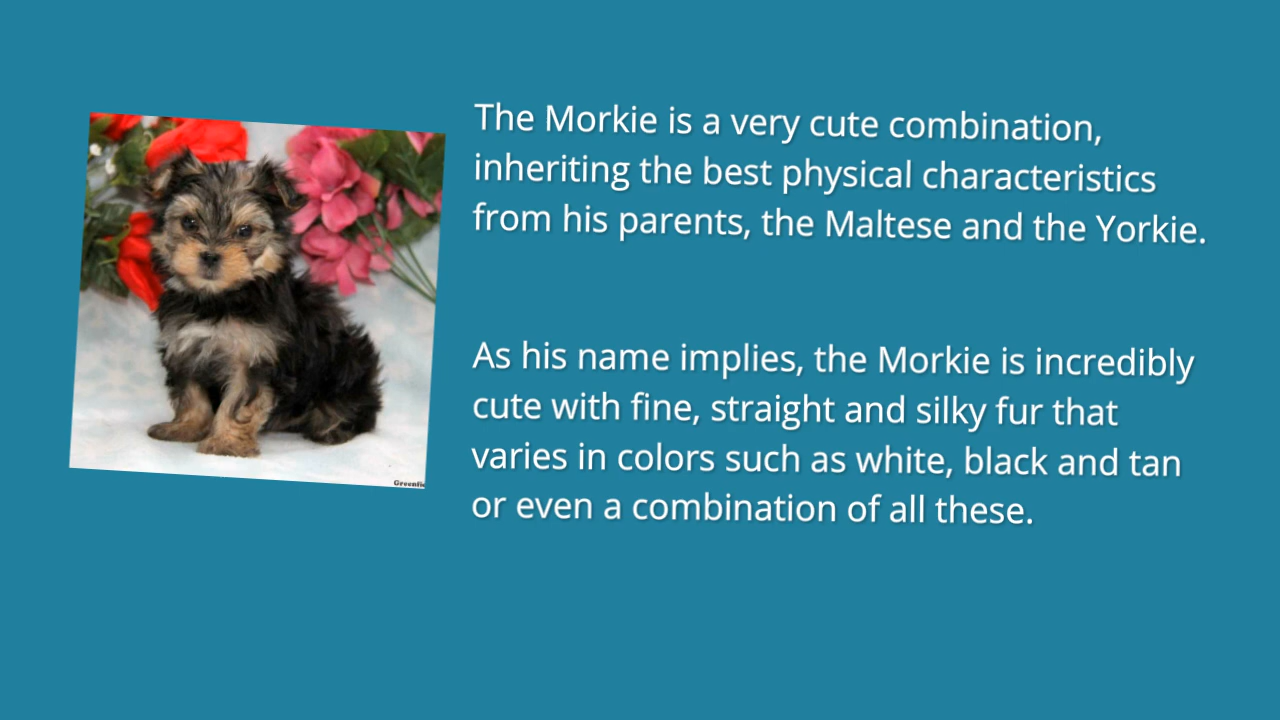 The Morkie is a very cute combination,
inheriting the best physical characteristics
from his parents, the Maltese and the Yorkie.
As his name implies, the Morkie is incredibly
cute with fine, straight and silky fur that
varies in colors such as white, black and tan
or even a combination of all these.